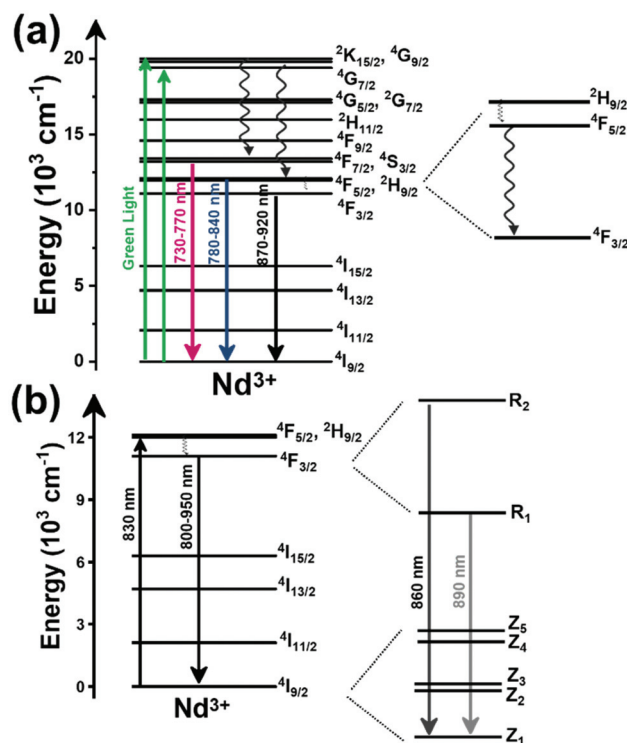 (a)
Energy (10³ cm⁻¹)
20
15
10
5
0
Green Light
730-770 nm
780-840 nm
870-920 nm
²K₁₅/₂, ⁴G₉/₂
⁴G₇/₂
⁴G₅/₂, ²G₇/₂
²H₁₁/₂
⁴F₉/₂
⁴F₇/₂, ⁴S₃/₂
⁴F₅/₂, ²H₉/₂
⁴F₃/₂
⁴I₁₅/₂
⁴I₁₃/₂
⁴I₁₁/₂
⁴I₉/₂
Nd³⁺
²H₉/₂
⁴F₅/₂
⁴F₃/₂
(b)
Energy (10³ cm⁻¹)
12
9
6
3
0
830 nm
800-950 nm
⁴F₅/₂, ²H₉/₂
⁴F₃/₂
⁴I₁₅/₂
⁴I₁₃/₂
⁴I₁₁/₂
⁴I₉/₂
Nd³⁺
R₂
R₁
860 nm
890 nm
Z₅
Z₄
Z₃
Z₂
Z₁